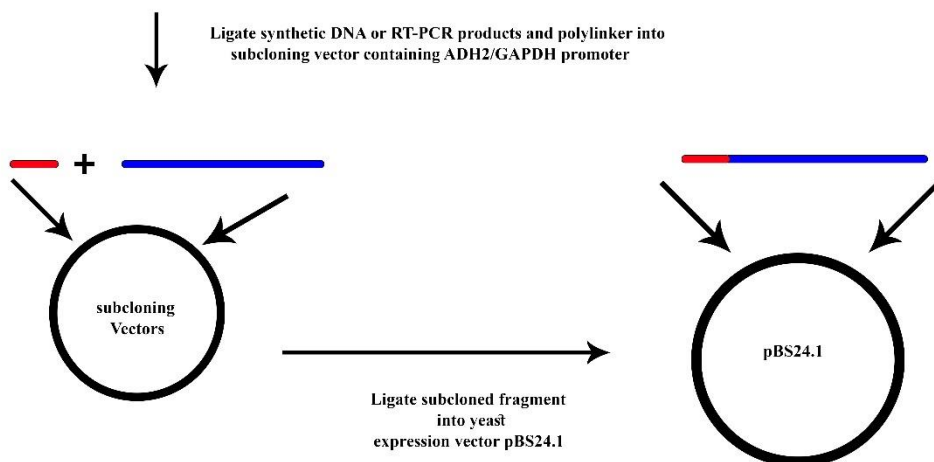 Ligate synthetic DNA or RT-PCR products and polylinker into
subcloning vector containing ADH2/GAPDH promoter
+
subcloning
Vectors
pBS24.1
Ligate subcloned fragment
into yeast
expression vector pBS24.1